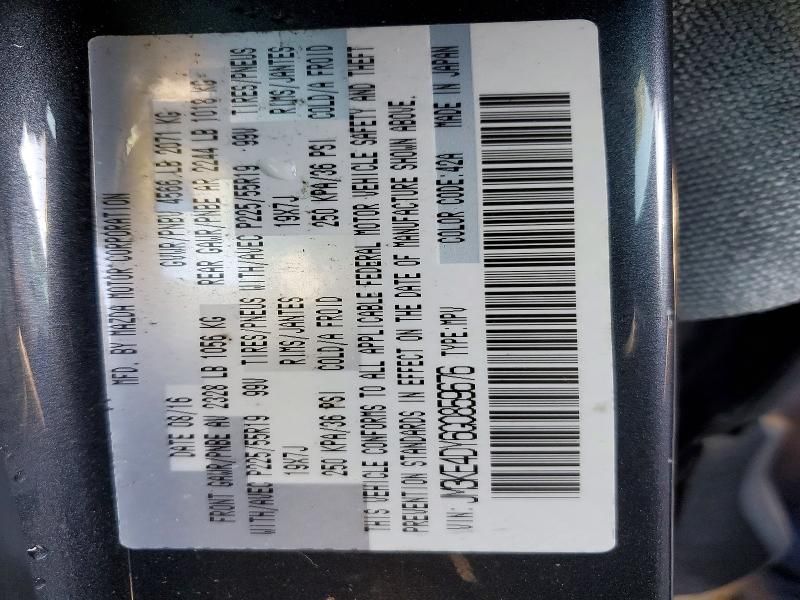 MFD. BY MAZDA MOTOR CORPORATION
DATE 03/16 GVWR/PNBV 4566 LB 2071 KG
FRONT GAWR/PNBE AV 2328 LB 1056 KG REAR GAWR/PNBE AR 2244 LB 1018 KG
WITH/AVEC P225/55R19 99V TIRES/PNEUS WITH/AVEC P225/55R19 99V TIRES/PNEUS
19X7J RIMS/JANTES 19X7J RIMS/JANTES
250 KPA/36 PSI COLD/A FROID 250 KPA/36 PSI COLD/A FROID
THIS VEHICLE CONFORMS TO ALL APPLICABLE FEDERAL MOTOR VEHICLE SAFETY AND THEFT
PREVENTION STANDARDS IN EFFECT ON THE DATE OF MANUFACTURE SHOWN ABOVE.
VIN: JM3KE4DY6G0859676 TYPE:MPV COLOR CODE:42A MADE IN JAPAN